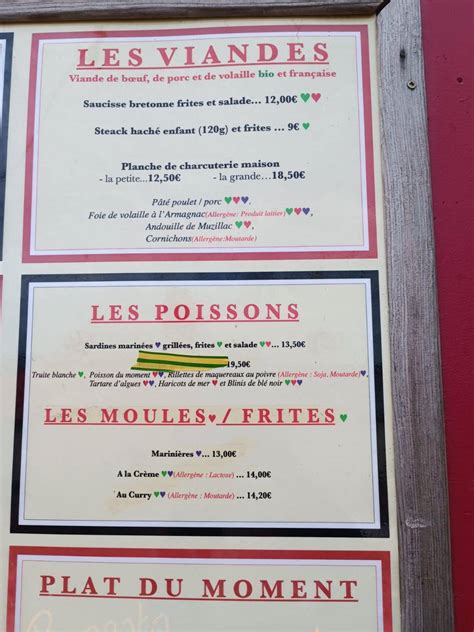 LES VIANDES
Viande de bœuf, de porc et de volaille bio et française
Saucisse bretonne frites et salade... 12,00€
Steack haché enfant (120g) et frites ... 9€
Planche de charcuterie maison
- la petite...12,50€ - la grande...18,50€
Pâté poulet / porc ,
Foie de volaille à l'Armagnac(Allergène: Produit laitier) ,
Andouille de Muzillac ,
Cornichons(Allergène:Moutarde)
LES POISSONS
Sardines marinées grillées, frites et salade ... 13,50€
19,50€
Truite blanche , Poisson du moment , Rillettes de maquereaux au poivre (Allergène : Soja, Moutarde) ,
Tartare d'algues , Haricots de mer et Blinis de blé noir
LES MOULES / FRITES
Marinières ... 13,00€
A la Crème (Allergène : Lactose) ... 14,00€
Au Curry (Allergène : Moutarde) ... 14,20€
PLAT DU MOMENT